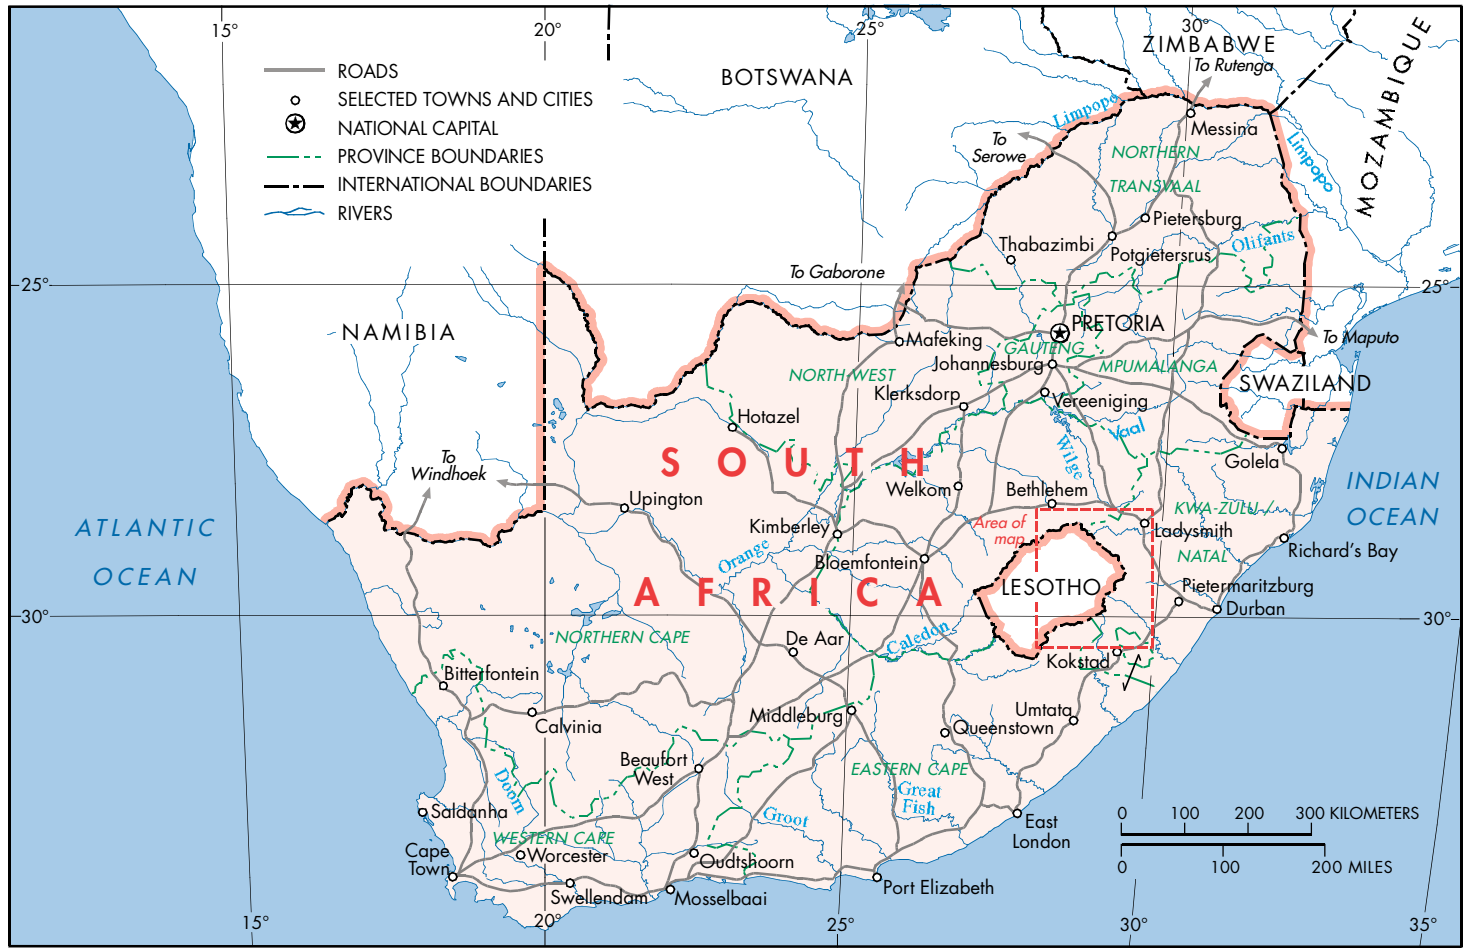 15°
20°
25°
30°
ROADS
SELECTED TOWNS AND CITIES
NATIONAL CAPITAL
PROVINCE BOUNDARIES
INTERNATIONAL BOUNDARIES
RIVERS
BOTSWANA
ZIMBABWE
To Rutenga
MOZAMBIQUE
Limpopo
Messina
To
Serowe
Limpopo
NORTHERN
TRANSVAAL
Pietersburg
Thabazimbi
Potgietersrus
Olifants
To Gaborone
25°
25°
NAMIBIA
PRETORIA
To Maputo
Mafeking
GAUTENG
Johannesburg
MPUMALANGA
NORTH WEST
SWAZILAND
Klerksdorp
Vereeniging
Hotazel
Vaal
Wilge
To
Windhoek
SOUTH
Golela
Welkom
Bethlehem
INDIAN
OCEAN
Upington
KWA-ZULU /
NATAL
Area of
map
Ladysmith
Kimberley
ATLANTIC
OCEAN
Orange
Richard's Bay
Bloemfontein
AFRICA
LESOTHO
Pietermaritzburg
Durban
30°
30°
NORTHERN CAPE
De Aar
Caledon
Kokstad
Bitterfontein
Calvinia
Middleburg
Umtata
Queenstown
Beaufort
West
EASTERN CAPE
Doorn
Great
Fish
Saldanha
Groot
East
London
0 100 200 300 KILOMETERS
0 100 200 MILES
WESTERN CAPE
Cape
Town
Worcester
Oudtshoorn
Swellendam
Mosselbaai
Port Elizabeth
15°
20°
25°
30°
35°